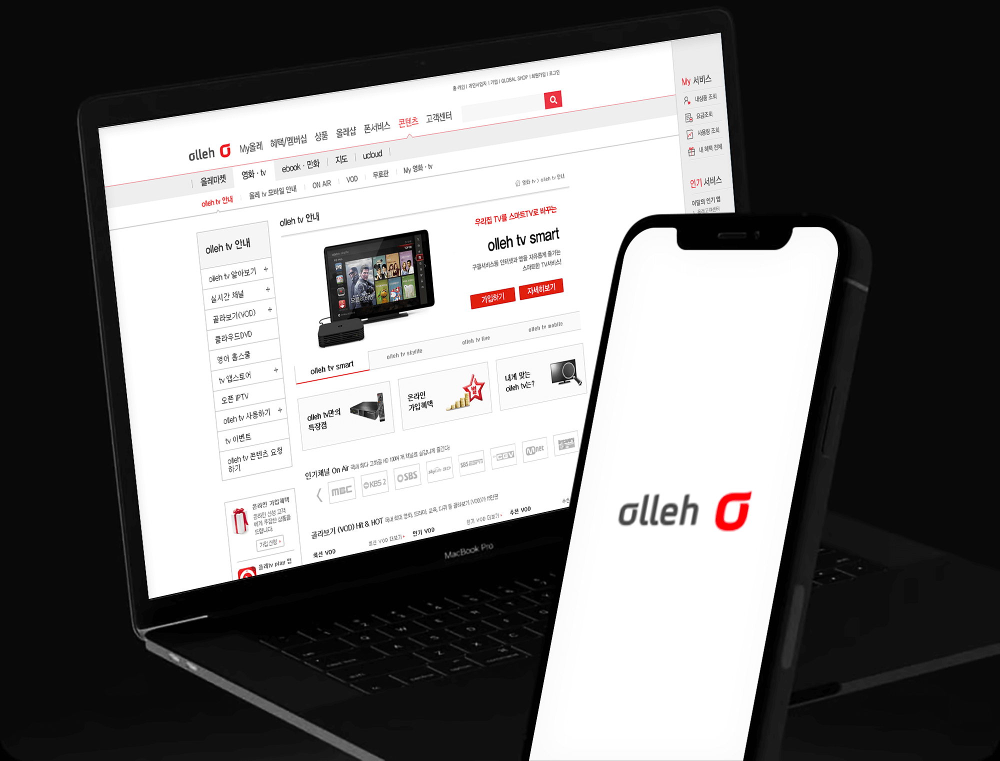 홈·개인 | 개인사업자 | 기업 | GLOBAL SHOP | 회원가입 | 로그인
olleh
My올레 혜택/멤버십 상품 올레샵 폰서비스 콘텐츠 고객센터
올레마켓 영화·tv ebook·만화 지도 ucloud
olleh tv 안내 올레 tv 모바일 안내 ON AIR VOD 무료관 My 영화·tv
영화·tv > olleh tv 안내
olleh tv 안내
olleh tv 알아보기 +
실시간 채널 +
골라보기(VOD) +
클라우드DVD
영어 홈스쿨
tv 앱스토어 +
오픈 IPTV
olleh tv 사용하기 +
tv 이벤트
olleh tv 콘텐츠 요청
하기
온라인 가입혜택
온라인 신청 고객
에게 푸짐한 상품을
드립니다.
가입신청
올레tv play 앱
olleh tv 안내
TOP100
오블리비언
우리집 TV를 스마트TV로 바꾸는
olleh tv smart
구글서비스등 인터넷과 앱을 자유롭게 즐기는
스마트한 TV서비스!
가입하기 자세히보기
olleh tv smart olleh tv skylife olleh tv live olleh tv mobile
olleh tv만의
특장점
온라인
가입혜택
별
내게 맞는
olleh tv는?
인기채널 On Air 국내 최다 고화질 HD 100여 개 채널로 실감나게 즐긴다!
MBC KBS 2 SBS skylife 3D SBS ESPN CGV Mnet Discovery
골라보기 (VOD) Hit & HOT 국내 최대 영화, 드라마, 교육, 다큐 등 골라보기 (VOD)가 15만편
최신 VOD 최신 VOD 더보기 인기 VOD 인기 VOD 더보기 추천 VOD 추천
My 서비스
내상품 조회
요금조회
사용량 조회
내 혜택 전체
인기 서비스
이달의 인기 앱
1. 올레고객센터
MacBook Pro
olleh